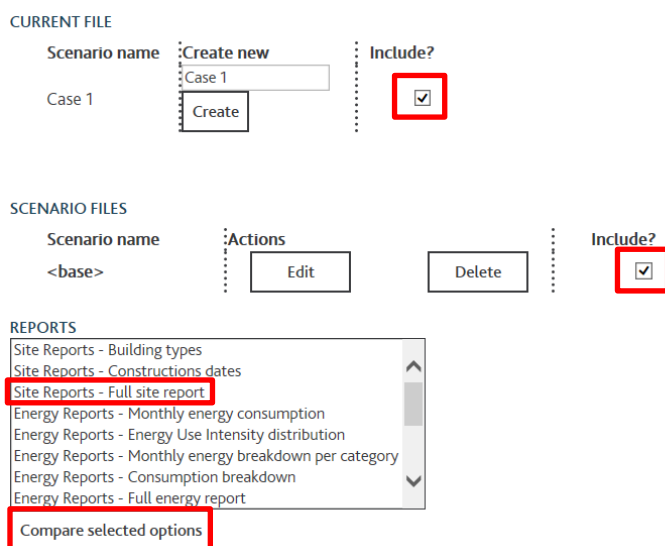 CURRENT FILE
Scenario name Create new Include?
Case 1
Case 1
Create
SCENARIO FILES
Scenario name Actions Include?
<base> Edit Delete
REPORTS
Site Reports - Building types
Site Reports - Constructions dates
Site Reports - Full site report
Energy Reports - Monthly energy consumption
Energy Reports - Energy Use Intensity distribution
Energy Reports - Monthly energy breakdown per category
Energy Reports - Consumption breakdown
Energy Reports - Full energy report
Compare selected options